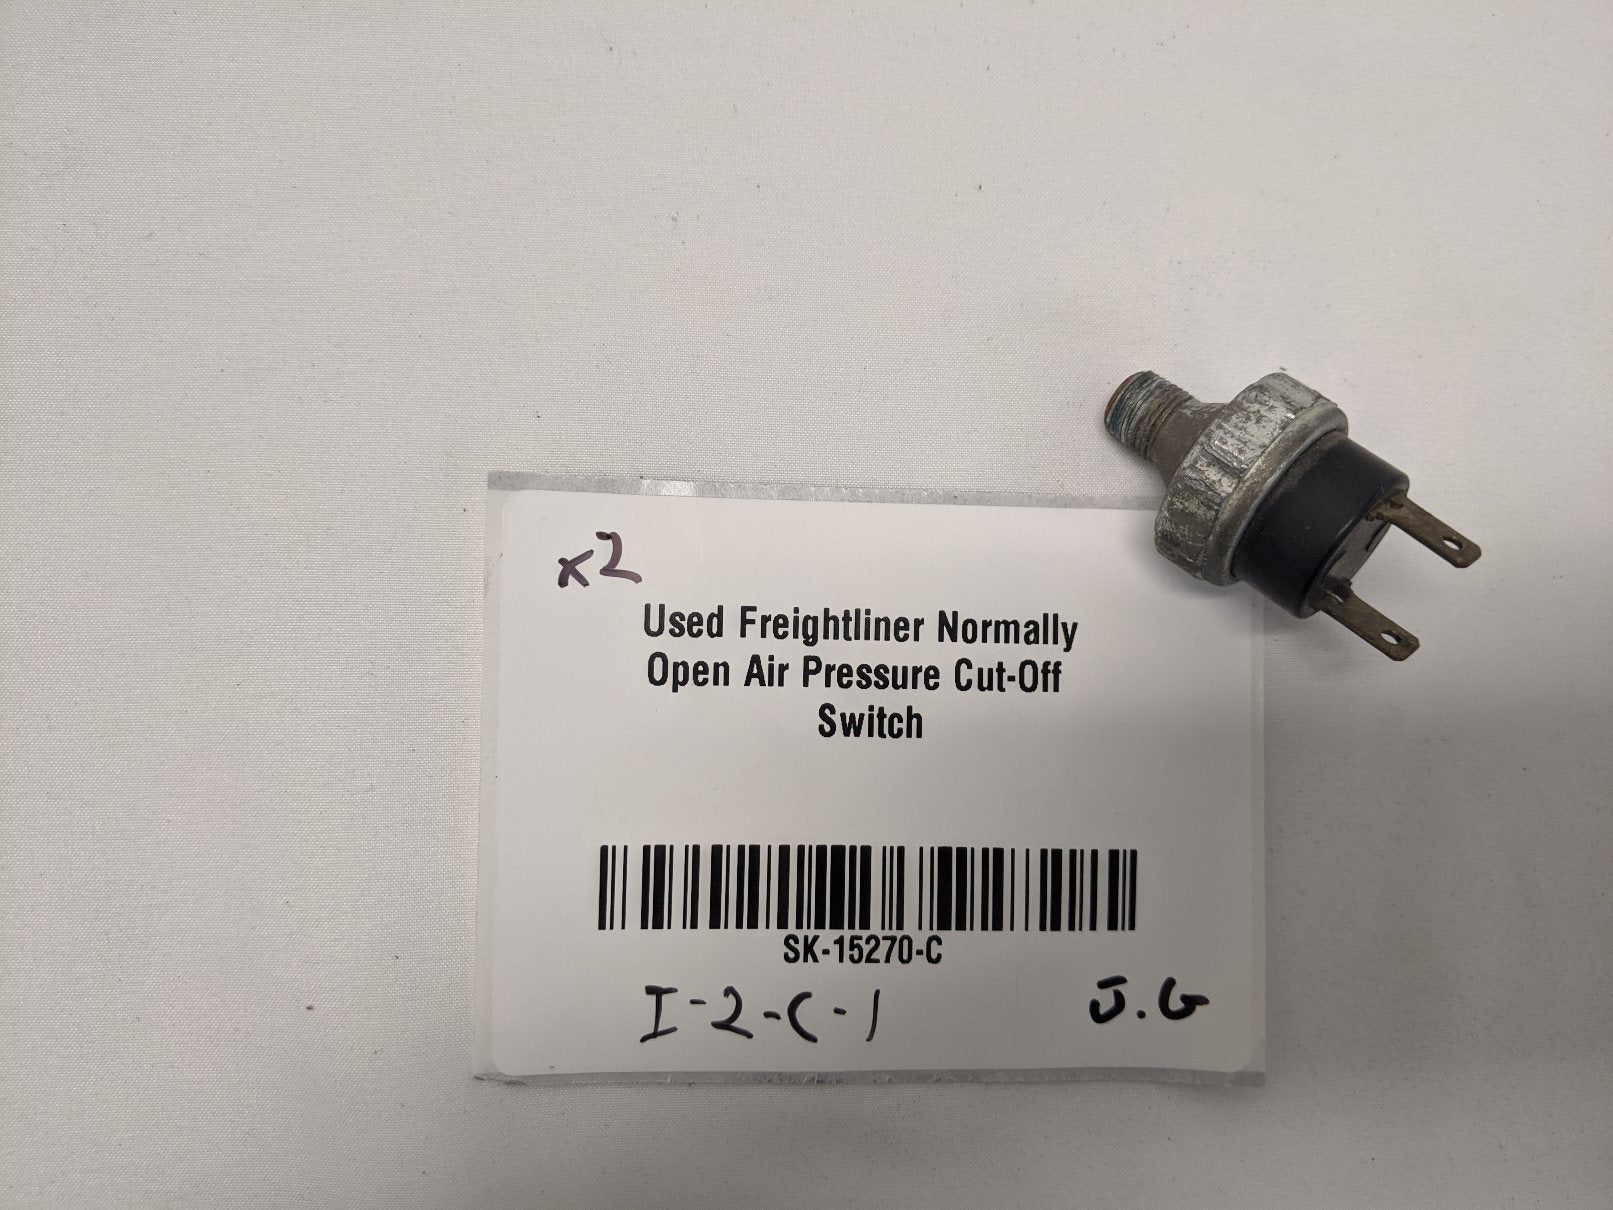 x2
Used Freightliner Normally
Open Air Pressure Cut-Off
Switch
SK-15270-C
I-2-C-1
J.G